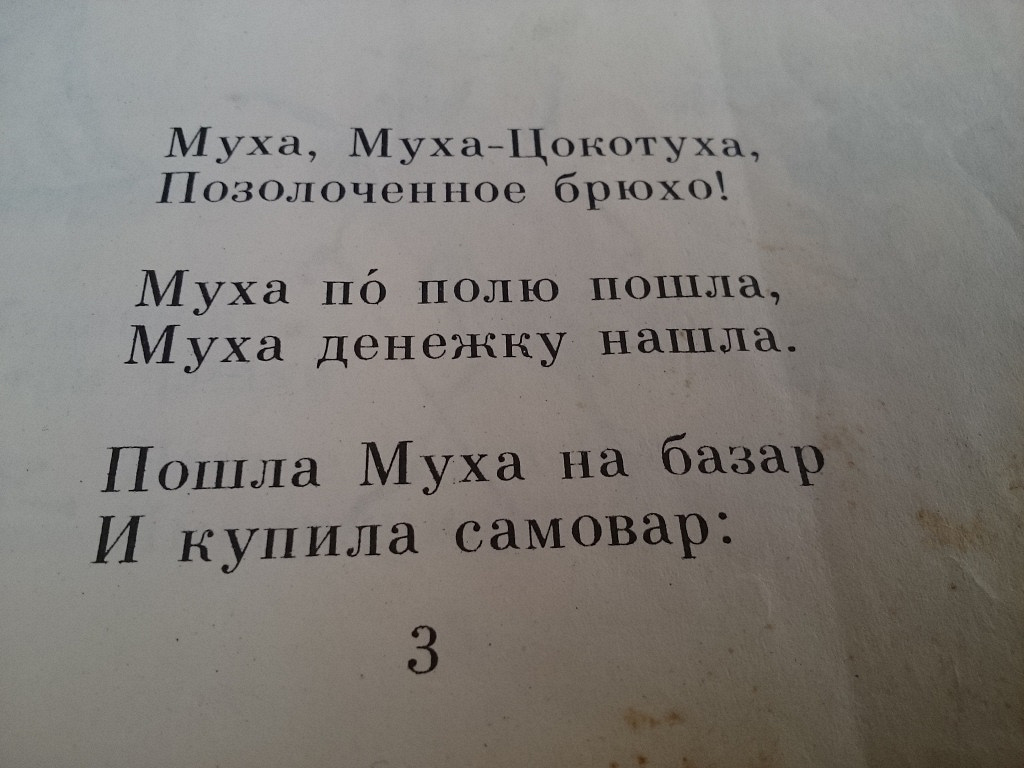 Муха, Муха-Цокотуха,
Позолоченное брюхо!
Муха по́ полю пошла,
Муха денежку нашла.
Пошла Муха на базар
И купила самовар:
3